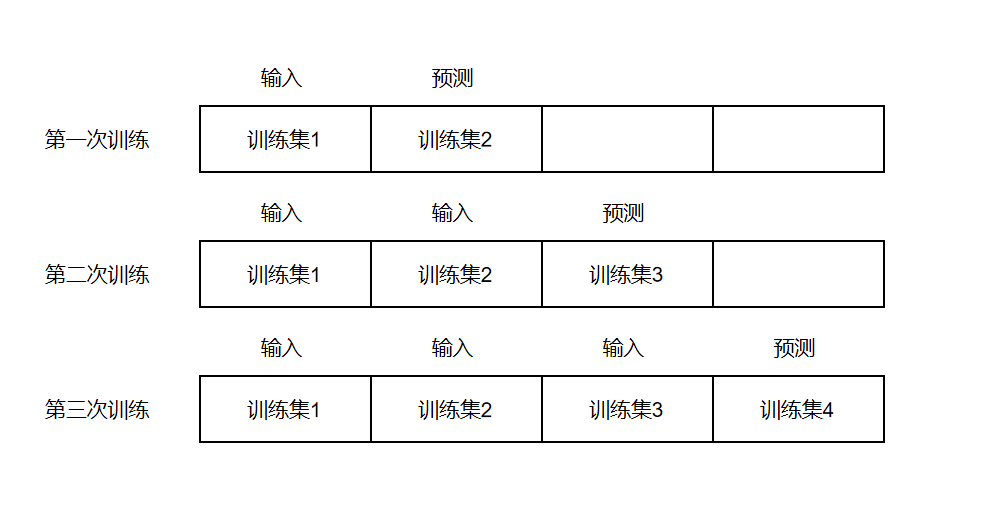 输入 预测
第一次训练 训练集1 训练集2
输入 输入 预测
第二次训练 训练集1 训练集2 训练集3
输入 输入 输入 预测
第三次训练 训练集1 训练集2 训练集3 训练集4